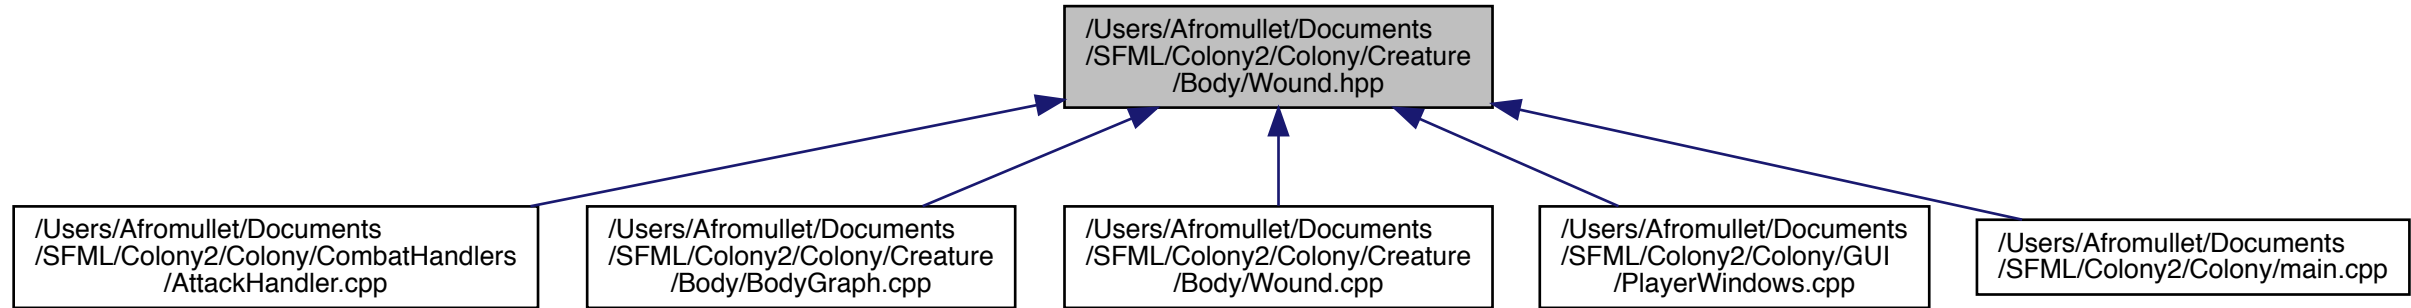 /Users/Afromullet/Documents
/SFML/Colony2/Colony/Creature
/Body/Wound.hpp
/Users/Afromullet/Documents
/SFML/Colony2/Colony/CombatHandlers
/AttackHandler.cpp
/Users/Afromullet/Documents
/SFML/Colony2/Colony/Creature
/Body/BodyGraph.cpp
/Users/Afromullet/Documents
/SFML/Colony2/Colony/Creature
/Body/Wound.cpp
/Users/Afromullet/Documents
/SFML/Colony2/Colony/GUI
/PlayerWindows.cpp
/Users/Afromullet/Documents
/SFML/Colony2/Colony/main.cpp